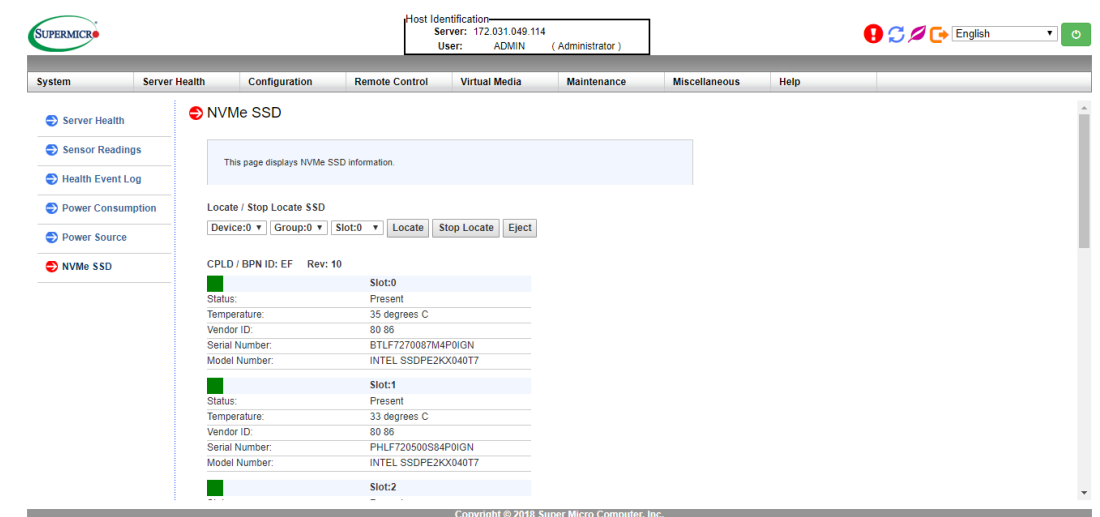 Host Identification
SUPERMICR
Server: 172.031.049.114
User: ADMIN ( Administrator )
English
System Server Health Configuration Remote Control Virtual Media Maintenance Miscellaneous Help
Server Health
Sensor Readings
Health Event Log
Power Consumption
Power Source
NVMe SSD
NVMe SSD
This page displays NVMe SSD information.
Locate / Stop Locate SSD
Device:0 Group:0 Slot:0 Locate Stop Locate Eject
CPLD / BPN ID: EF Rev: 10
Slot:0
Status: Present
Temperature: 35 degrees C
Vendor ID: 80 86
Serial Number: BTLF7270087M4P0IGN
Model Number: INTEL SSDPE2KX040T7
Slot:1
Status: Present
Temperature: 33 degrees C
Vendor ID: 80 86
Serial Number: PHLF720500S84P0IGN
Model Number: INTEL SSDPE2KX040T7
Slot:2
Copyright © 2018 Super Micro Computer, Inc.